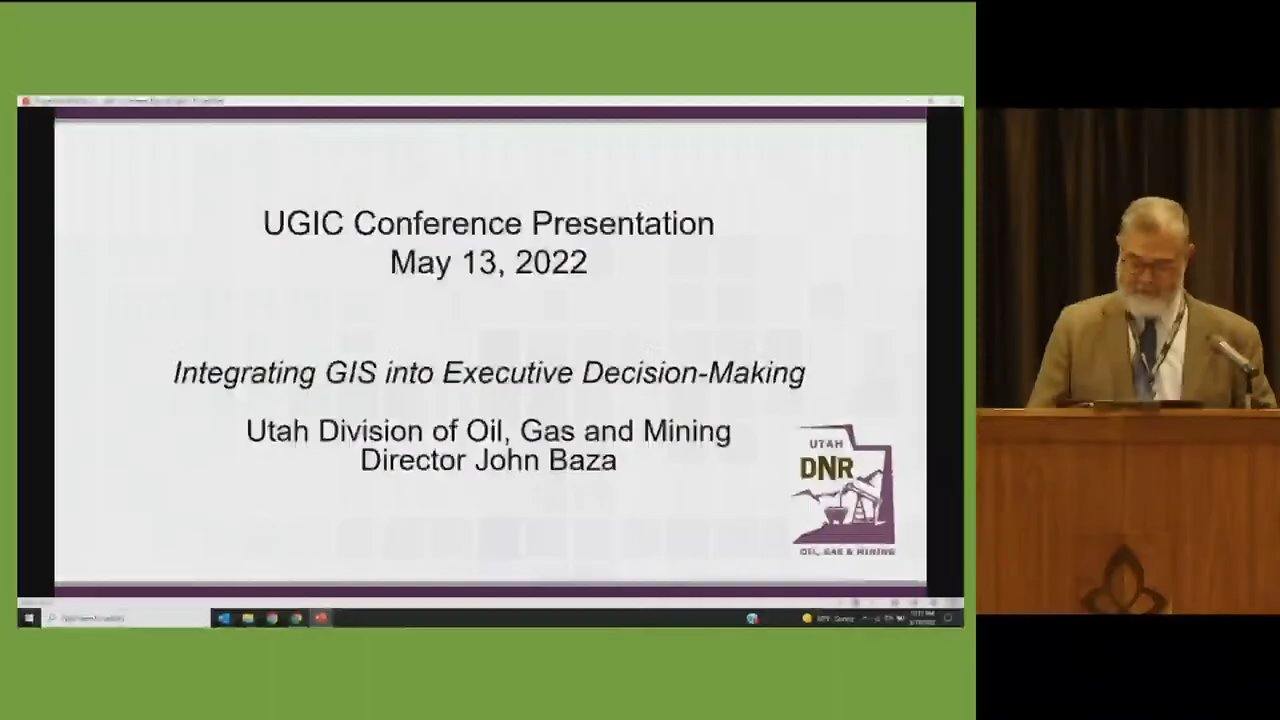 UGIC Conference Presentation
May 13, 2022
Integrating GIS into Executive Decision-Making
Utah Division of Oil, Gas and Mining
Director John Baza
UTAH
DNR
OIL, GAS & MINING